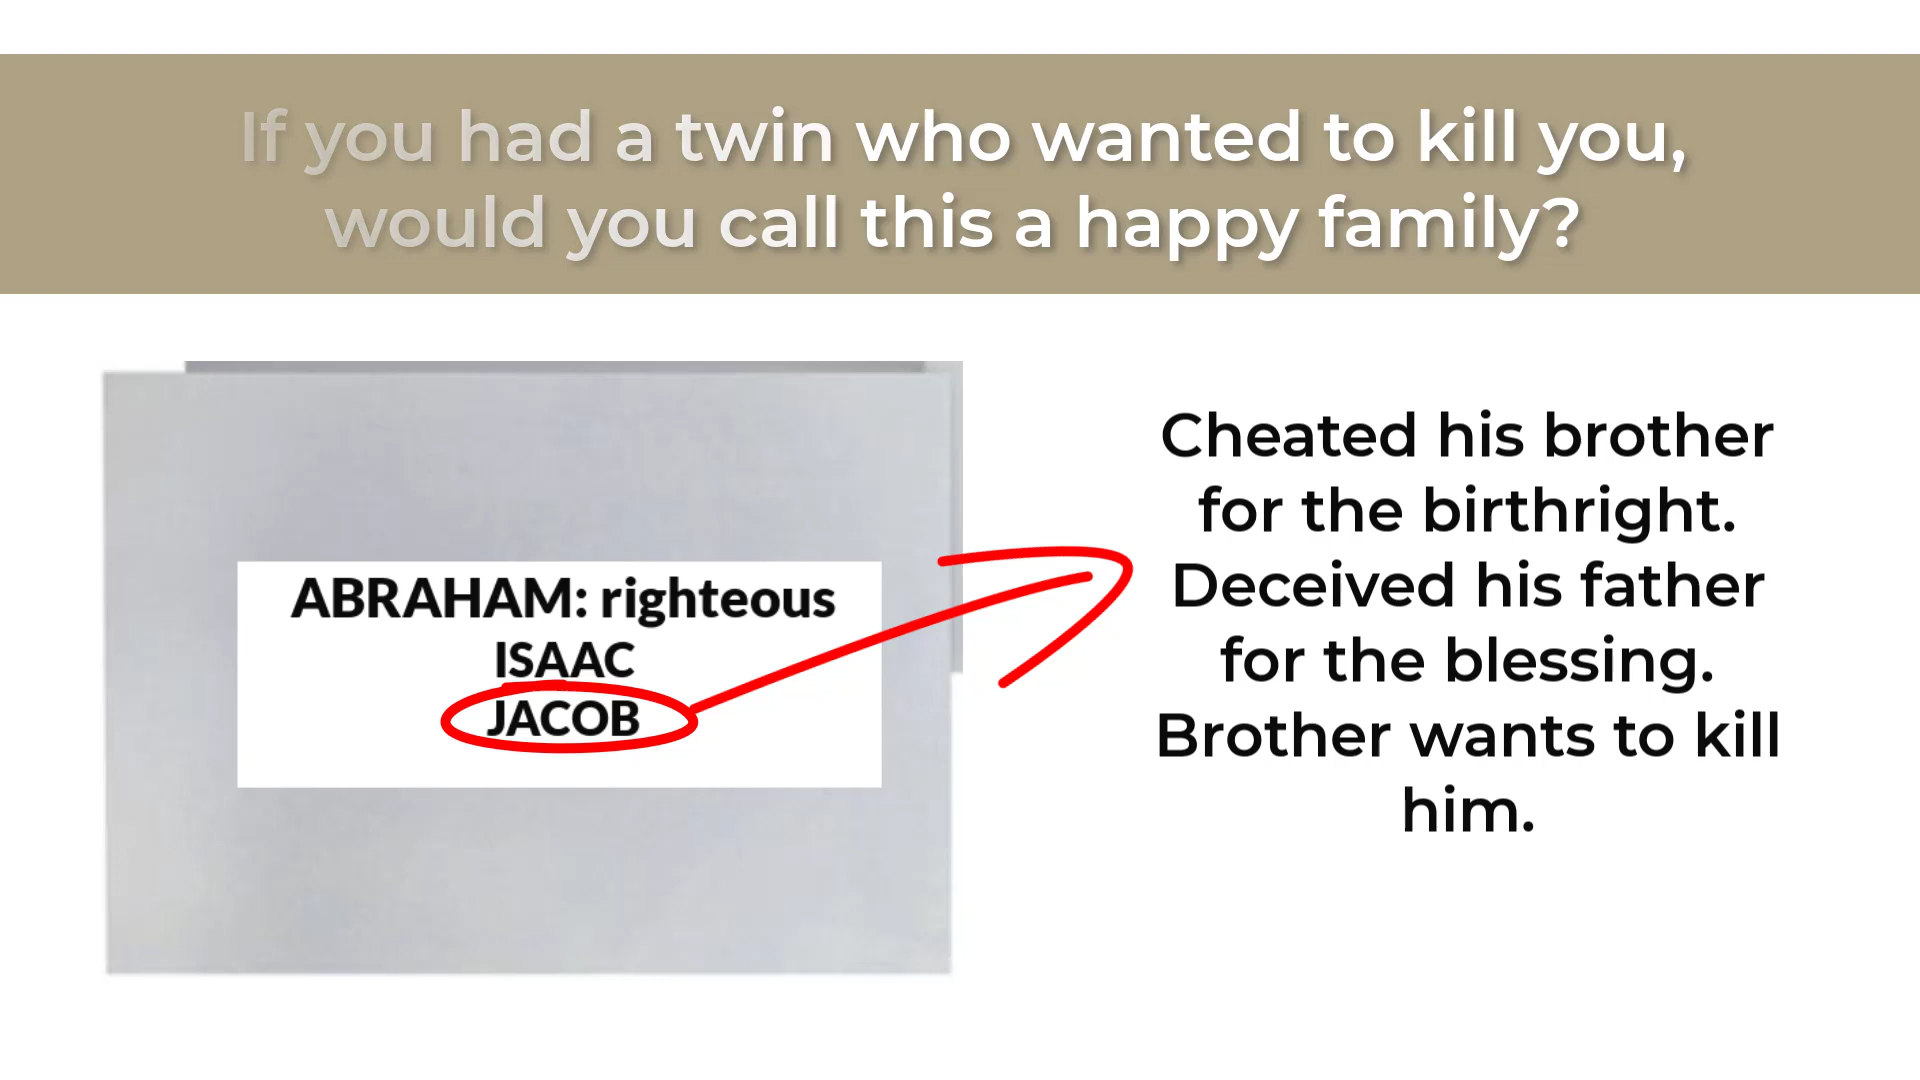 If you had a twin who wanted to kill you,
would you call this a happy family?
ABRAHAM: righteous
ISAAC
JACOB
Cheated his brother
for the birthright.
Deceived his father
for the blessing.
Brother wants to kill
him.